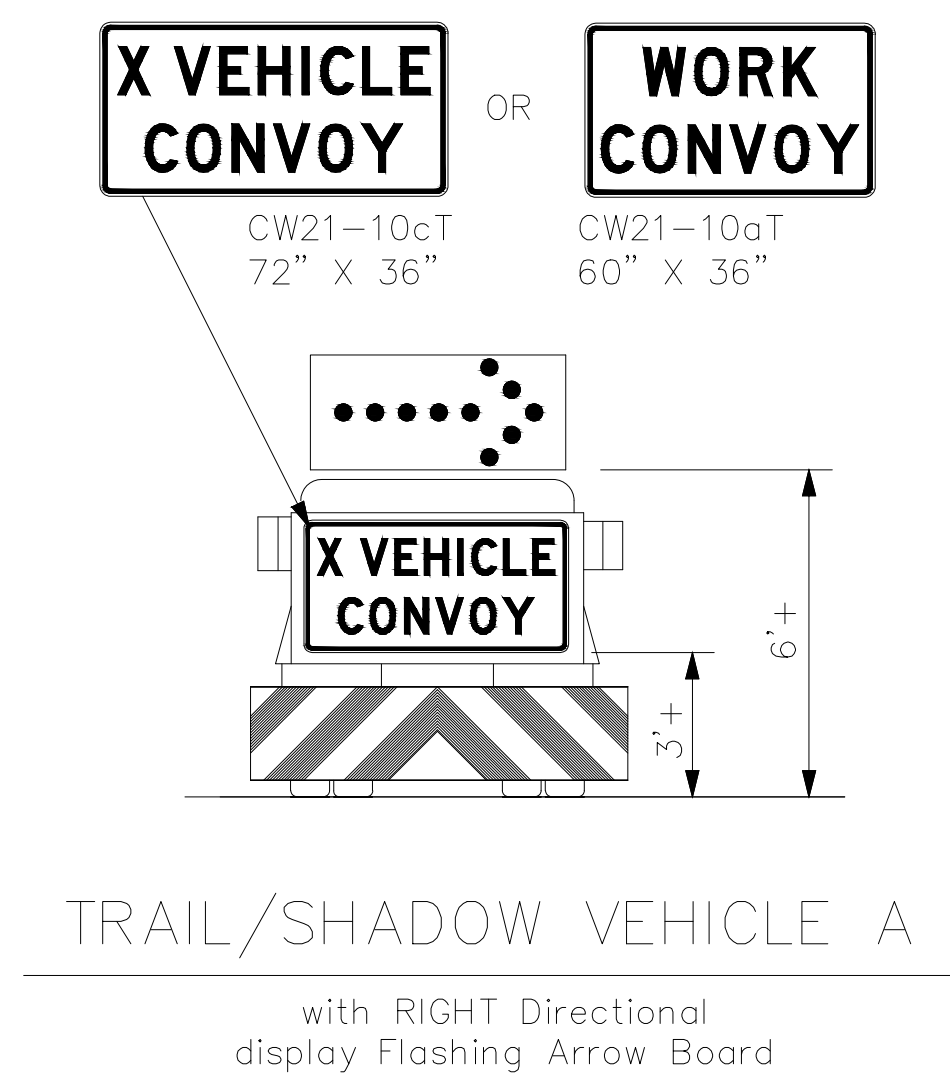 X VEHICLE
CONVOY
OR
WORK
CONVOY
CW21-10cT
72” X 36”
CW21-10aT
60” X 36”
X VEHICLE
CONVOY
6'+
3'+
TRAIL/SHADOW VEHICLE A
with RIGHT Directional
display Flashing Arrow Board